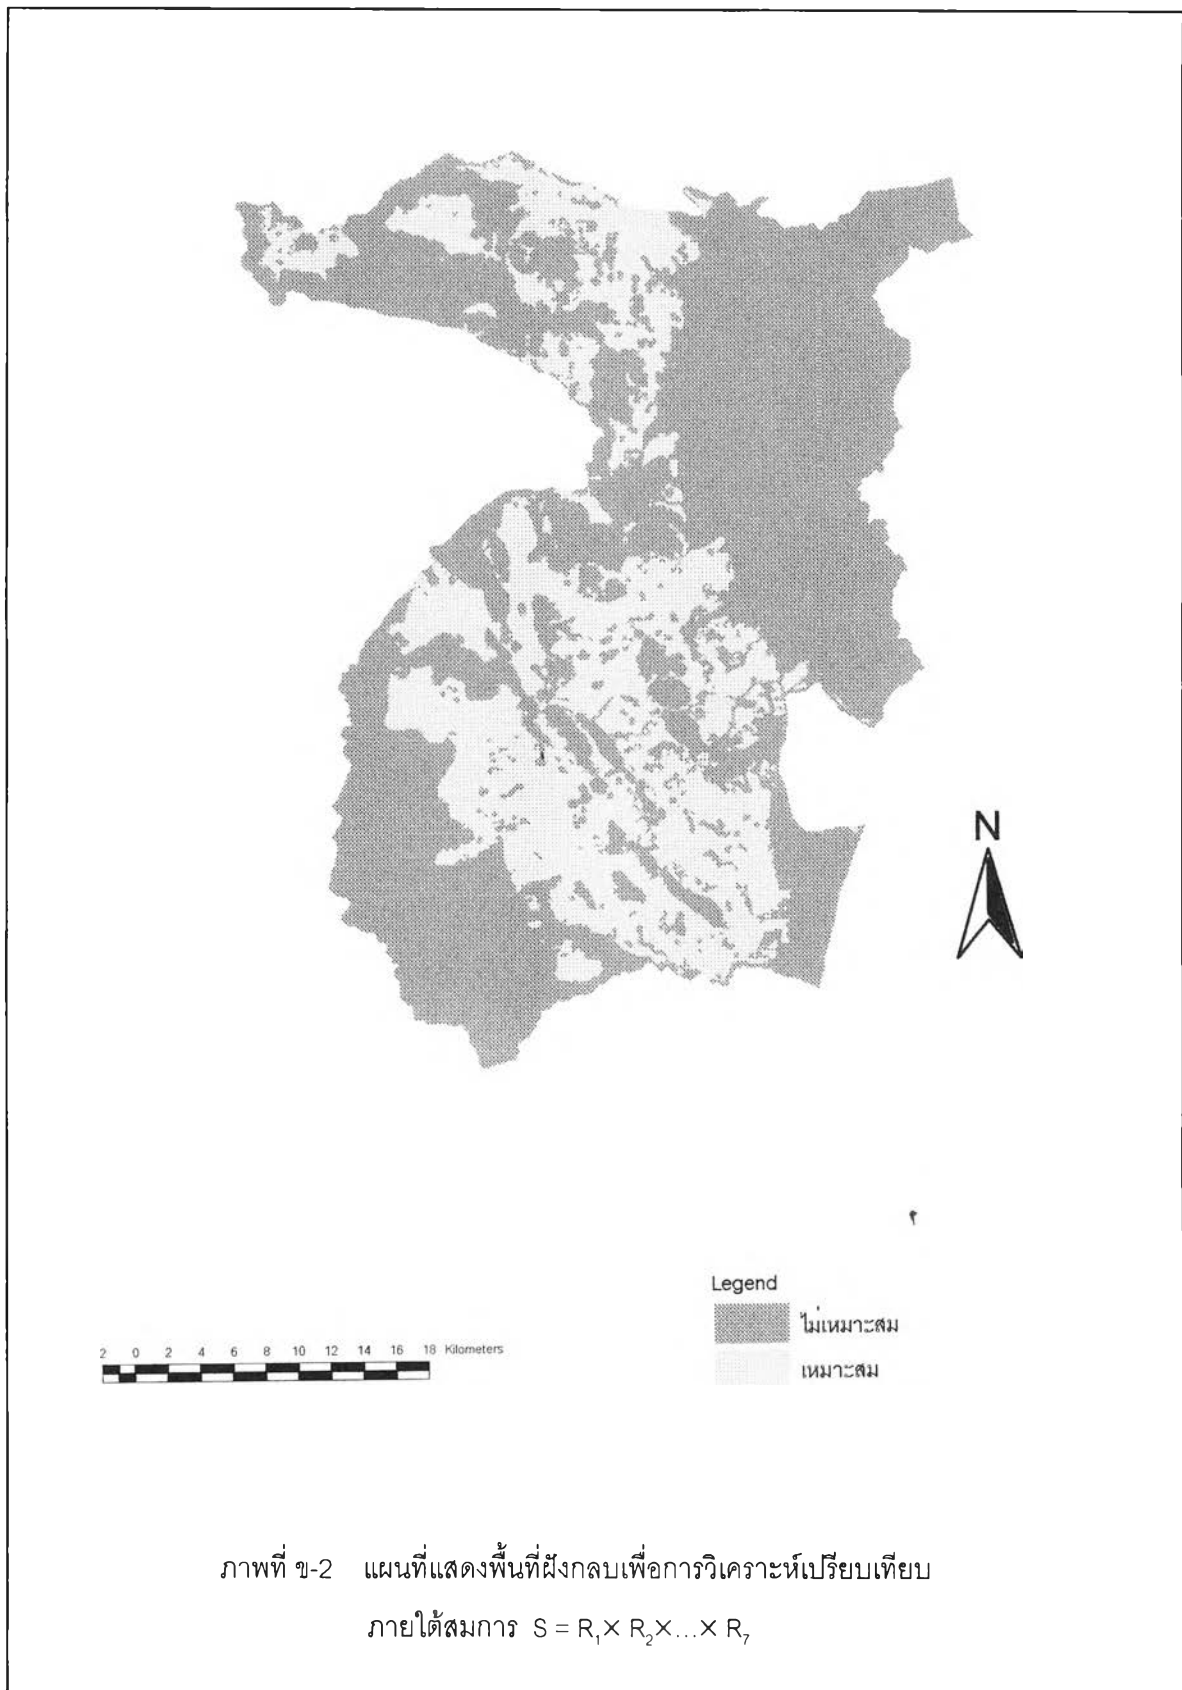 N
Legend
ไม่เหมาะสม
เหมาะสม
2 0 2 4 6 8 10 12 14 16 18 Kilometers
ภาพที่ ข-2 แผนที่แสดงพื้นที่ฝังกลบเพื่อการวิเคราะห์เปรียบเทียบ
ภายใต้สมการ S = R₁× R₂×...× R₇